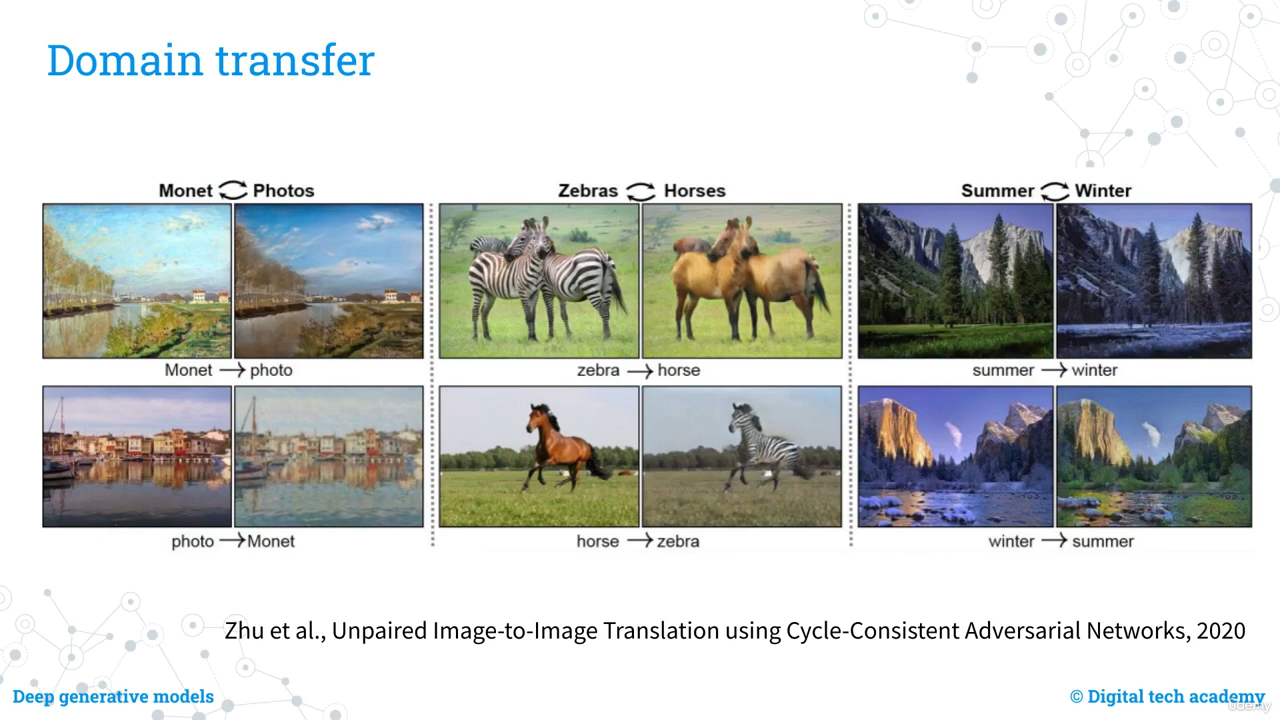 Domain transfer
Monet Photos
Zebras Horses
Summer Winter
Monet → photo
zebra → horse
summer → winter
photo → Monet
horse → zebra
winter → summer
Zhu et al., Unpaired Image-to-Image Translation using Cycle-Consistent Adversarial Networks, 2020
Deep generative models
© Digital tech academy
udemy